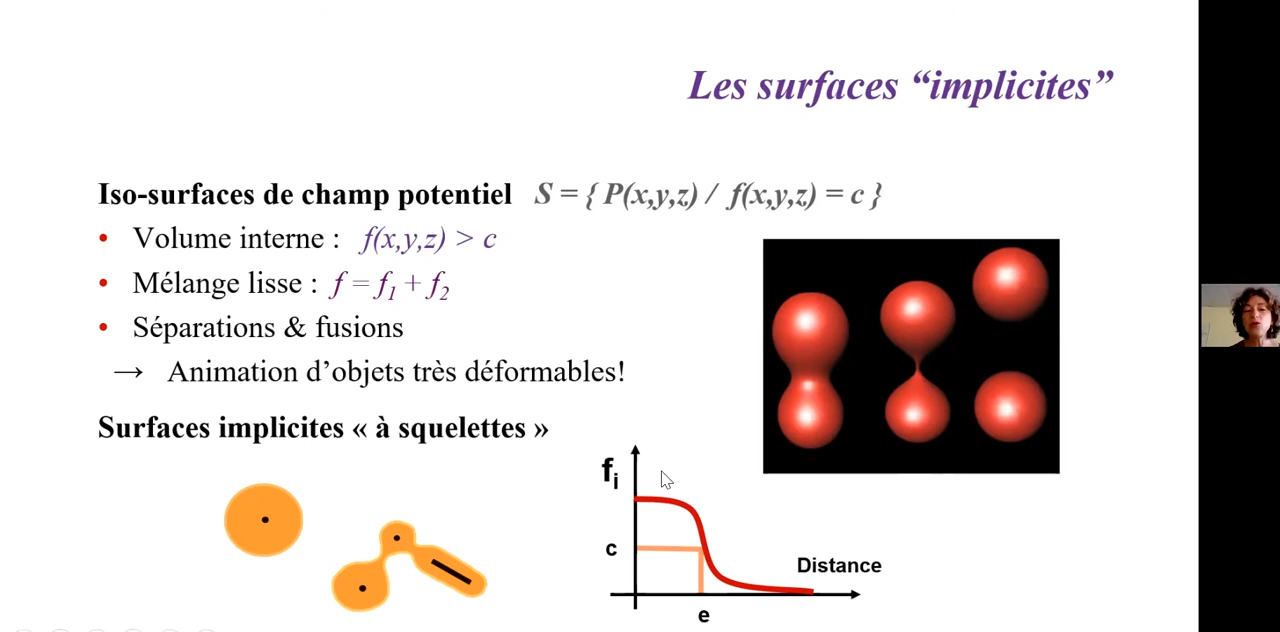 Les surfaces “implicites”
Iso-surfaces de champ potentiel S = { P(x,y,z) / f(x,y,z) = c }
• Volume interne : f(x,y,z) > c
• Mélange lisse : f = f₁ + f₂
• Séparations & fusions
→ Animation d’objets très déformables!
Surfaces implicites « à squelettes »
fᵢ
c
Distance
e